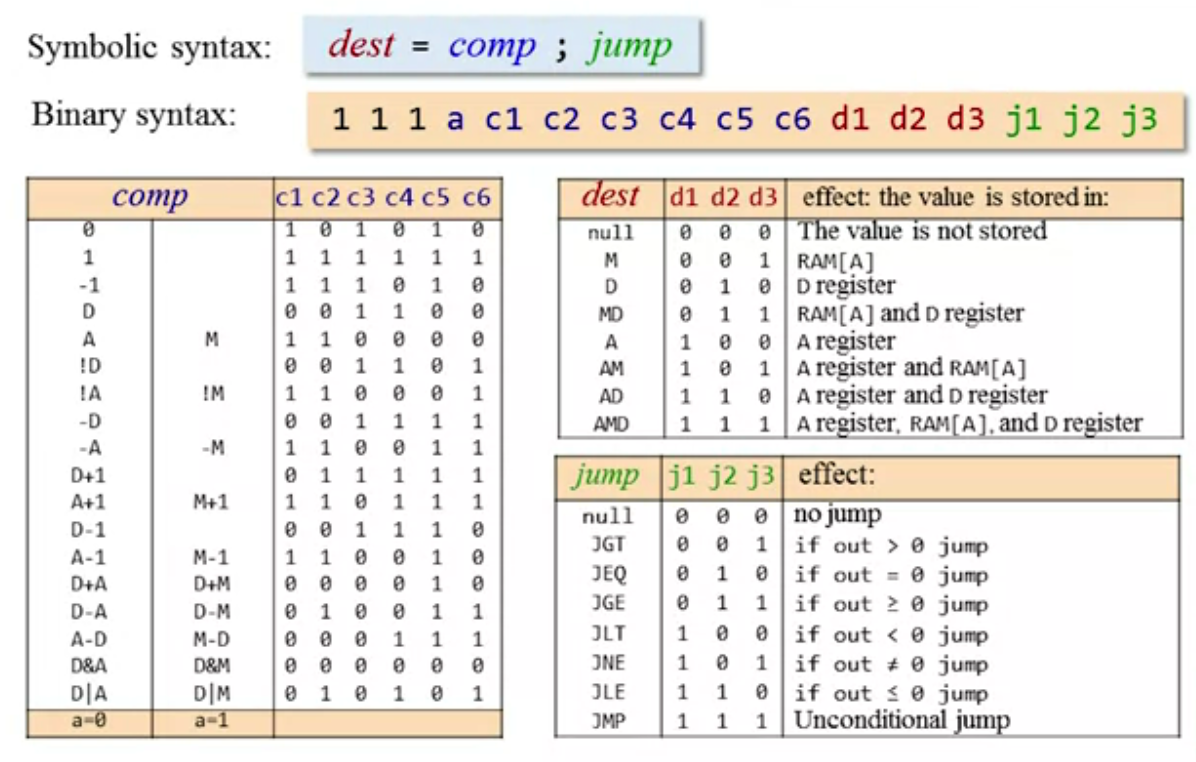 Symbolic syntax: dest = comp ; jump
Binary syntax: 1 1 1 a c1 c2 c3 c4 c5 c6 d1 d2 d3 j1 j2 j3
comp c1 c2 c3 c4 c5 c6
0 1 0 1 0 1 0
1 1 1 1 1 1 1
-1 1 1 1 0 1 0
D 0 0 1 1 0 0
A M 1 1 0 0 0 0
!D 0 0 1 1 0 1
!A !M 1 1 0 0 0 1
-D 0 0 1 1 1 1
-A -M 1 1 0 0 1 1
D+1 0 1 1 1 1 1
A+1 M+1 1 1 0 1 1 1
D-1 0 0 1 1 1 0
A-1 M-1 1 1 0 0 1 0
D+A D+M 0 0 0 0 1 0
D-A D-M 0 1 0 0 1 1
A-D M-D 0 0 0 1 1 1
D&A D&M 0 0 0 0 0 0
D|A D|M 0 1 0 1 0 1
a=0 a=1
dest d1 d2 d3 effect: the value is stored in:
null 0 0 0 The value is not stored
M 0 0 1 RAM[A]
D 0 1 0 D register
MD 0 1 1 RAM[A] and D register
A 1 0 0 A register
AM 1 0 1 A register and RAM[A]
AD 1 1 0 A register and D register
AMD 1 1 1 A register, RAM[A], and D register
jump j1 j2 j3 effect:
null 0 0 0 no jump
JGT 0 0 1 if out > 0 jump
JEQ 0 1 0 if out = 0 jump
JGE 0 1 1 if out ≥ 0 jump
JLT 1 0 0 if out < 0 jump
JNE 1 0 1 if out ≠ 0 jump
JLE 1 1 0 if out ≤ 0 jump
JMP 1 1 1 Unconditional jump